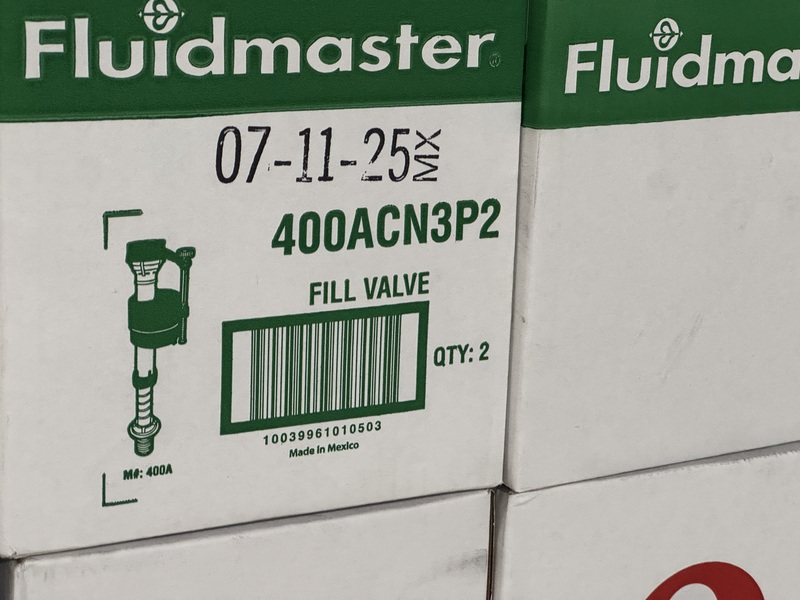 Fluidmaster®
07-11-25 MX
400ACN3P2
FILL VALVE
QTY: 2
10039961010503
Made in Mexico
M#: 400A
Fluidma